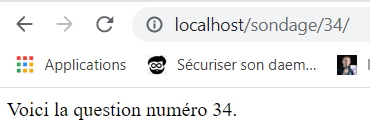 localhost/sondage/34/
Applications Sécuriser son daem...
Voici la question numéro 34.